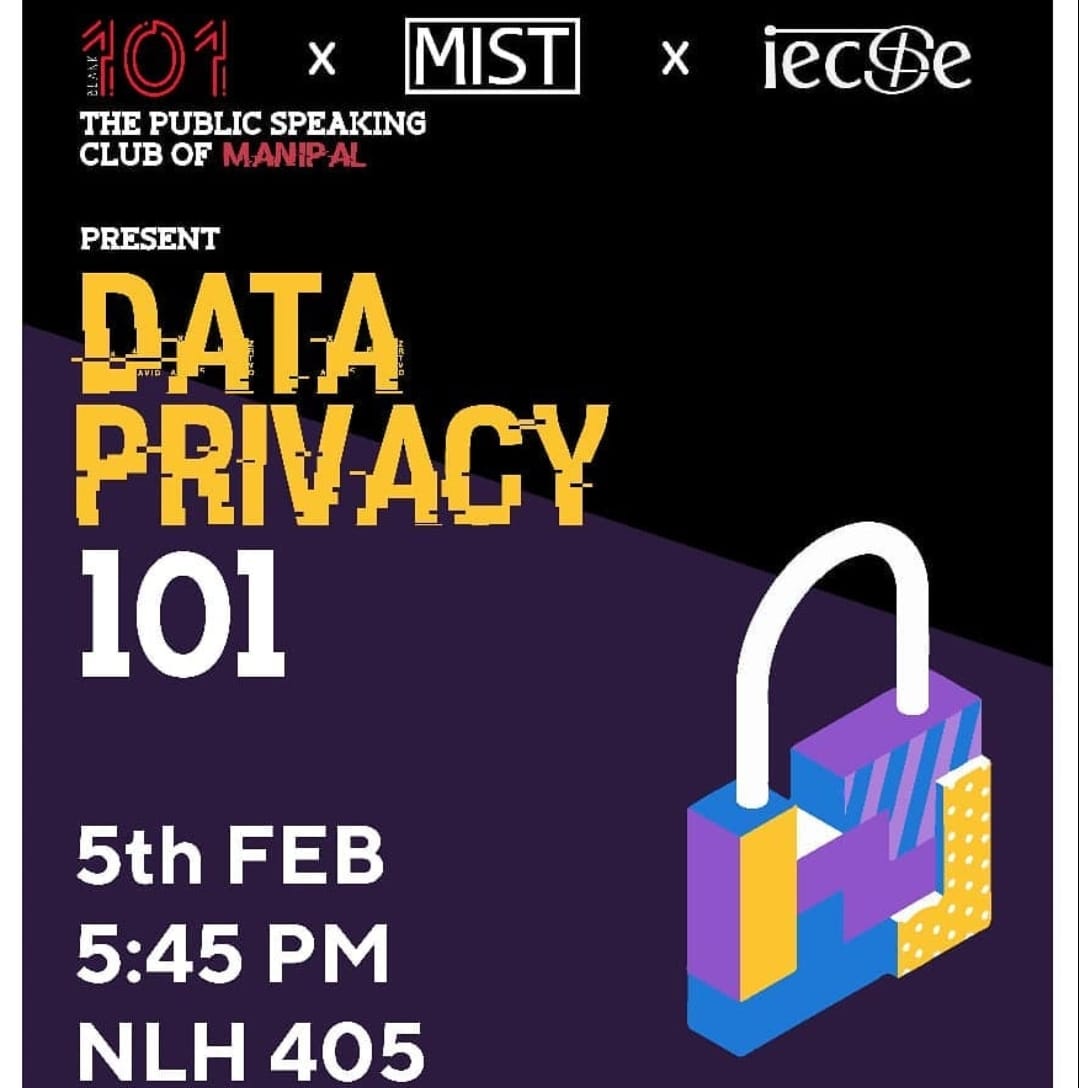 BLANK 101 x MIST x iecse
THE PUBLIC SPEAKING
CLUB OF MANIPAL
PRESENT
DATA
PRIVACY
101
5th FEB
5:45 PM
NLH 405